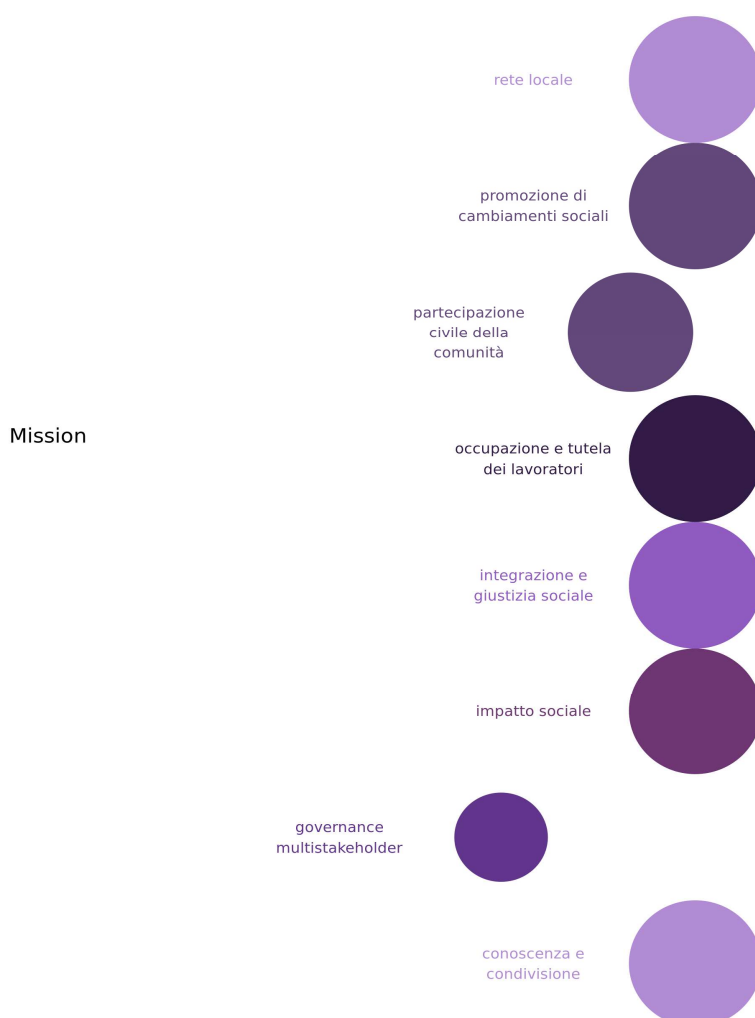 rete locale
promozione di
cambiamenti sociali
partecipazione
civile della
comunità
Mission
occupazione e tutela
dei lavoratori
integrazione e
giustizia sociale
impatto sociale
governance
multistakeholder
conoscenza e
condivisione